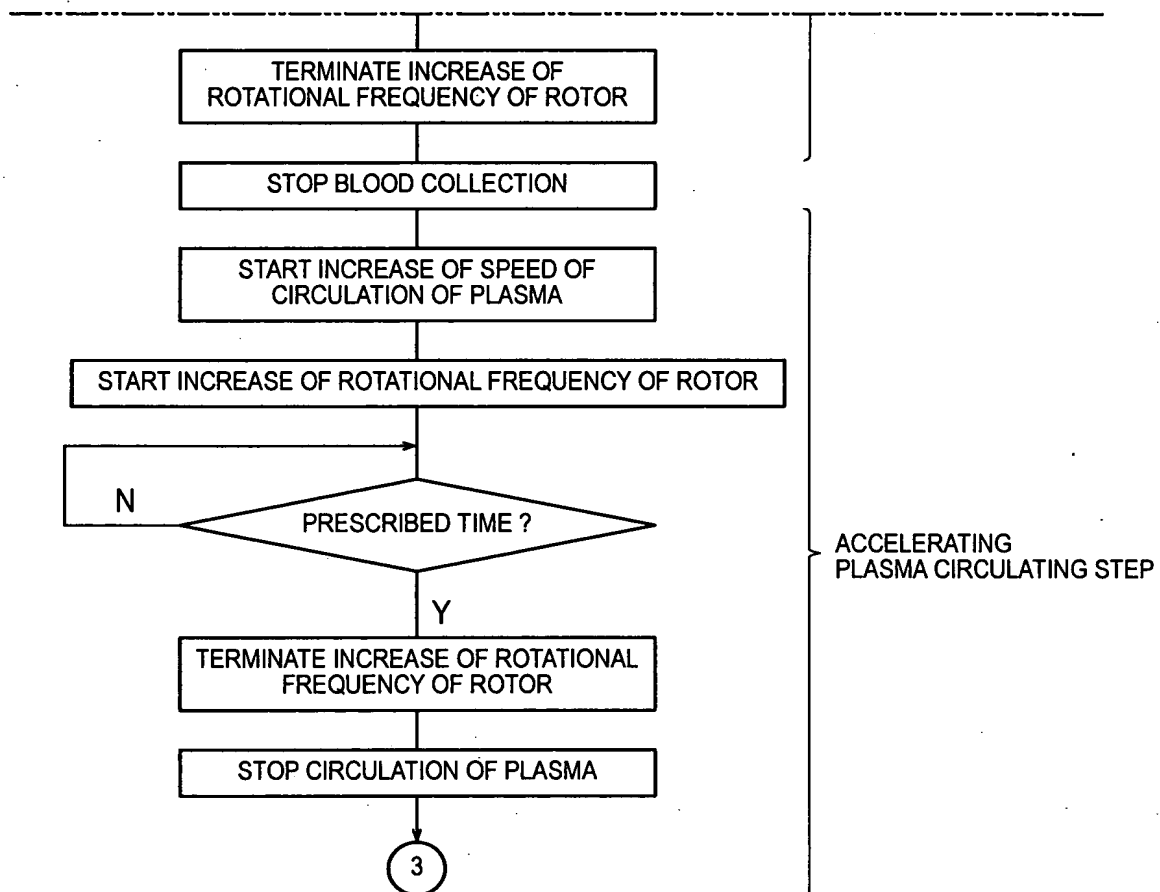 TERMINATE INCREASE OF
ROTATIONAL FREQUENCY OF ROTOR
STOP BLOOD COLLECTION
START INCREASE OF SPEED OF
CIRCULATION OF PLASMA
START INCREASE OF ROTATIONAL FREQUENCY OF ROTOR
N
PRESCRIBED TIME ?
ACCELERATING
PLASMA CIRCULATING STEP
Y
TERMINATE INCREASE OF ROTATIONAL
FREQUENCY OF ROTOR
STOP CIRCULATION OF PLASMA
3